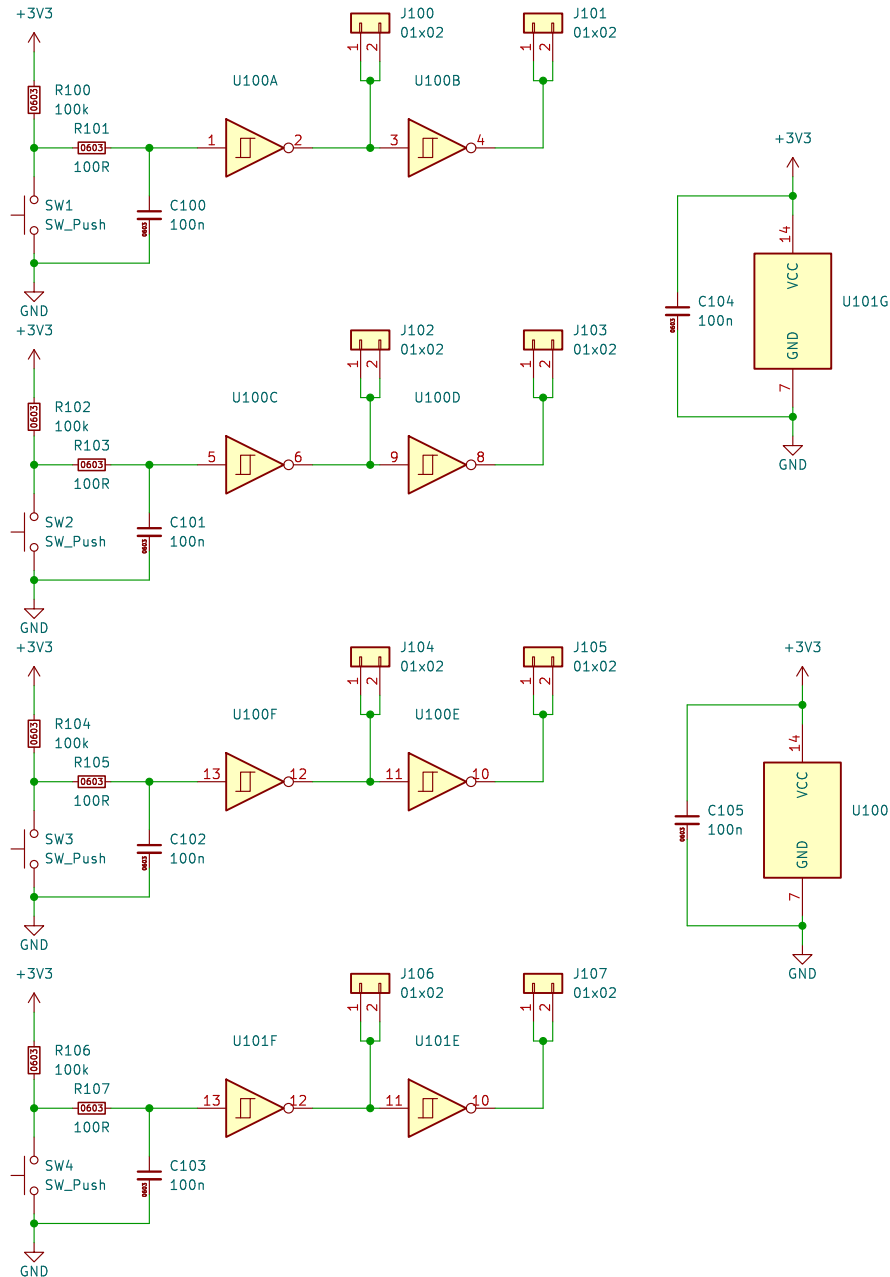 +3V3
R100
100k
0603
R101
0603
100R
SW1
SW_Push
C100
100n
0603
GND
U100A
1
2
J100
01x02
1
2
U100B
3
4
J101
01x02
1
2
+3V3
R102
100k
0603
R103
0603
100R
SW2
SW_Push
C101
100n
0603
GND
U100C
5
6
J102
01x02
1
2
U100D
9
8
J103
01x02
1
2
+3V3
R104
100k
0603
R105
0603
100R
SW3
SW_Push
C102
100n
0603
GND
U100F
13
12
J104
01x02
1
2
U100E
11
10
J105
01x02
1
2
+3V3
R106
100k
0603
R107
0603
100R
SW4
SW_Push
C103
100n
0603
GND
U101F
13
12
J106
01x02
1
2
U101E
11
10
J107
01x02
1
2
+3V3
14
VCC
U101G
C104
100n
0603
GND
7
GND
+3V3
14
VCC
U100
C105
100n
0603
GND
7
GND